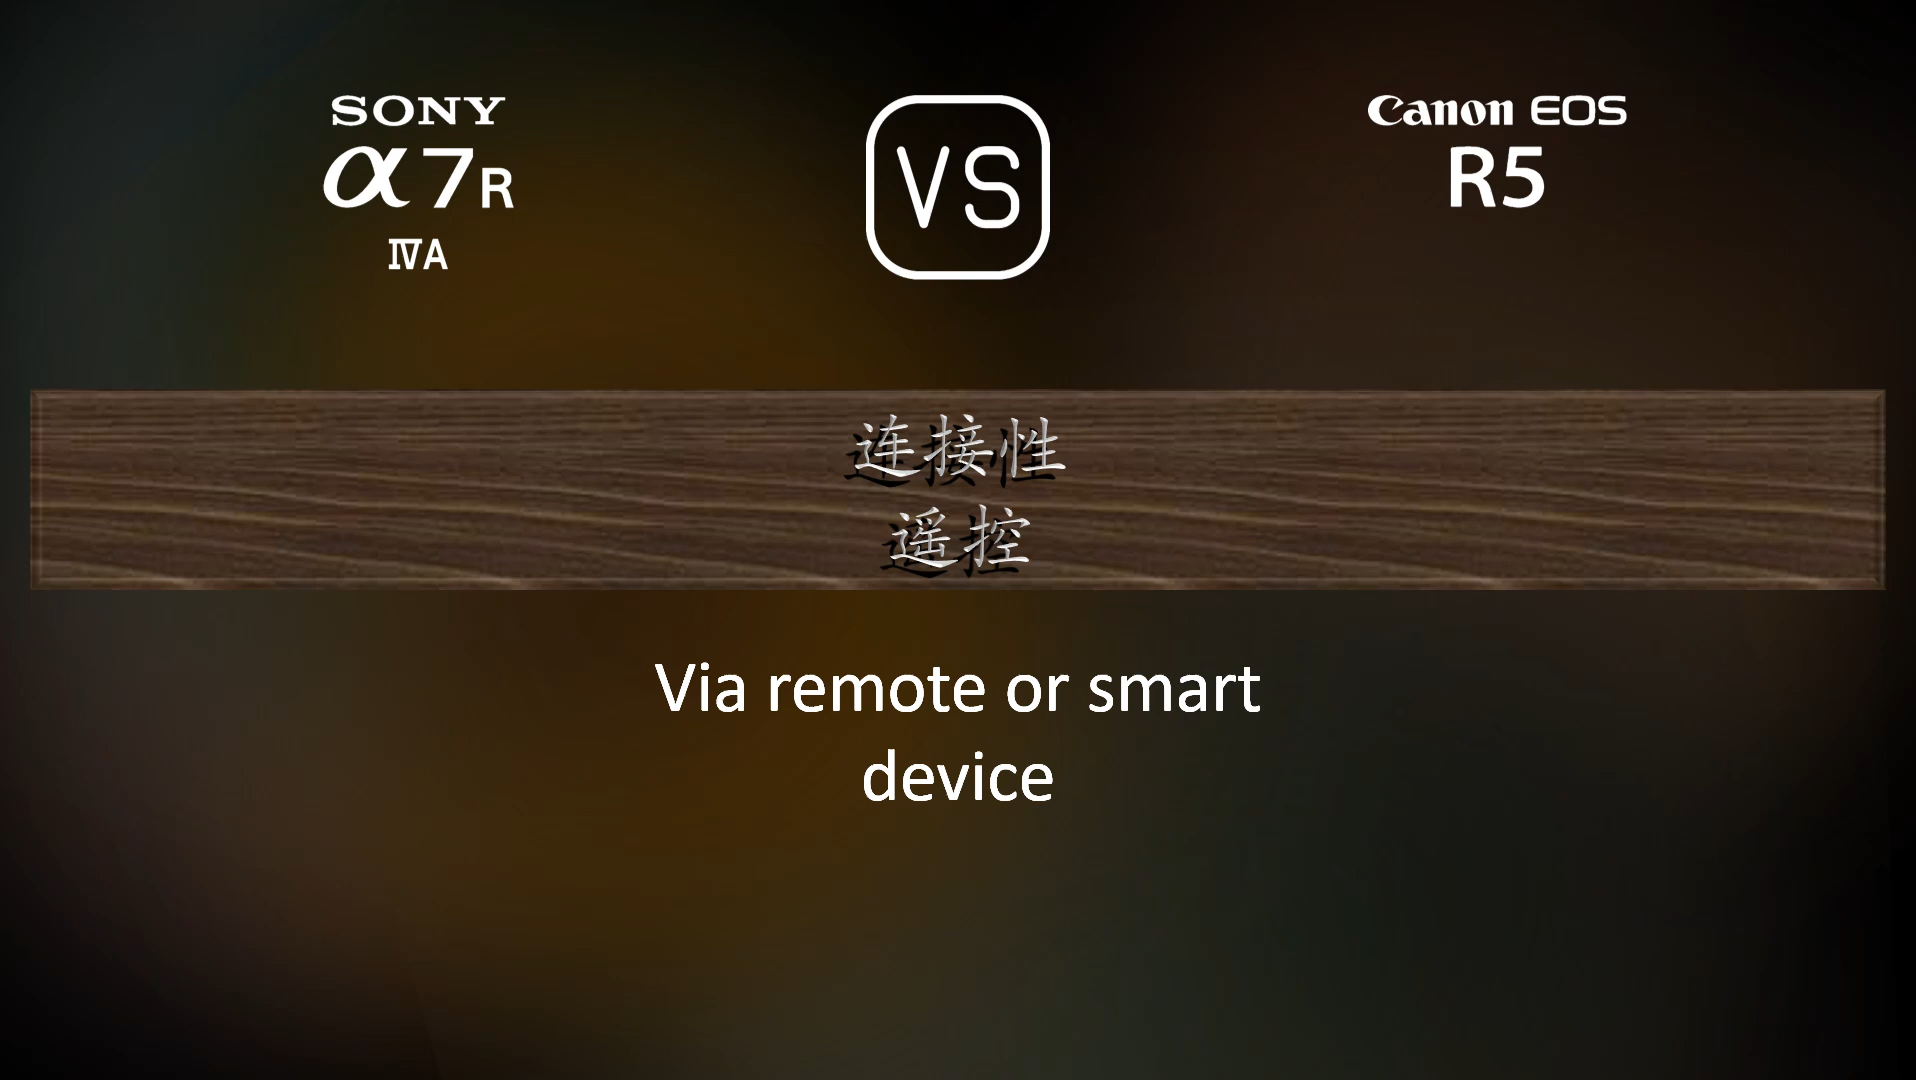 SONY
α7R
IVA
VS
Canon EOS
R5
连接性
遥控
Via remote or smart
device